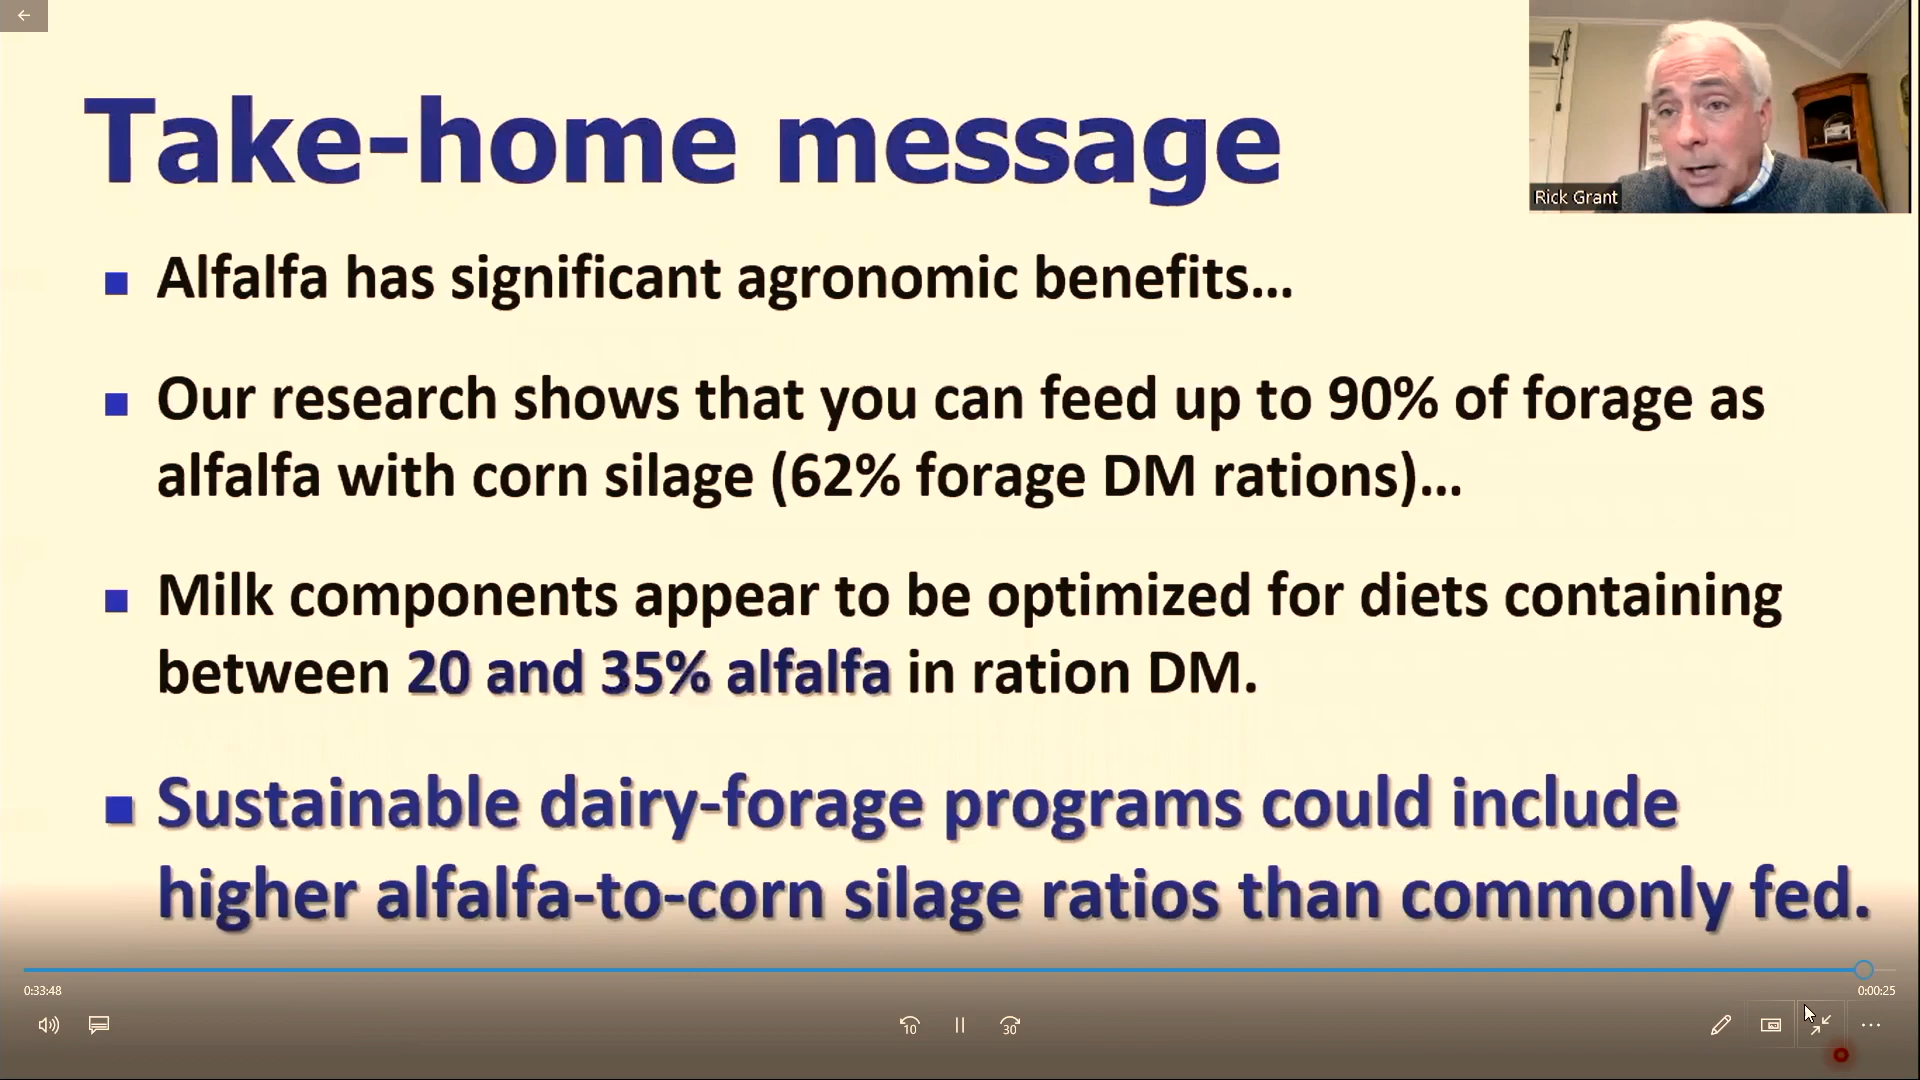 Take-home message
Rick Grant
Alfalfa has significant agronomic benefits...
Our research shows that you can feed up to 90% of forage as
alfalfa with corn silage (62% forage DM rations)...
Milk components appear to be optimized for diets containing
between 20 and 35% alfalfa in ration DM.
Sustainable dairy-forage programs could include
higher alfalfa-to-corn silage ratios than commonly fed.
0:33:48
0:00:25
10
30